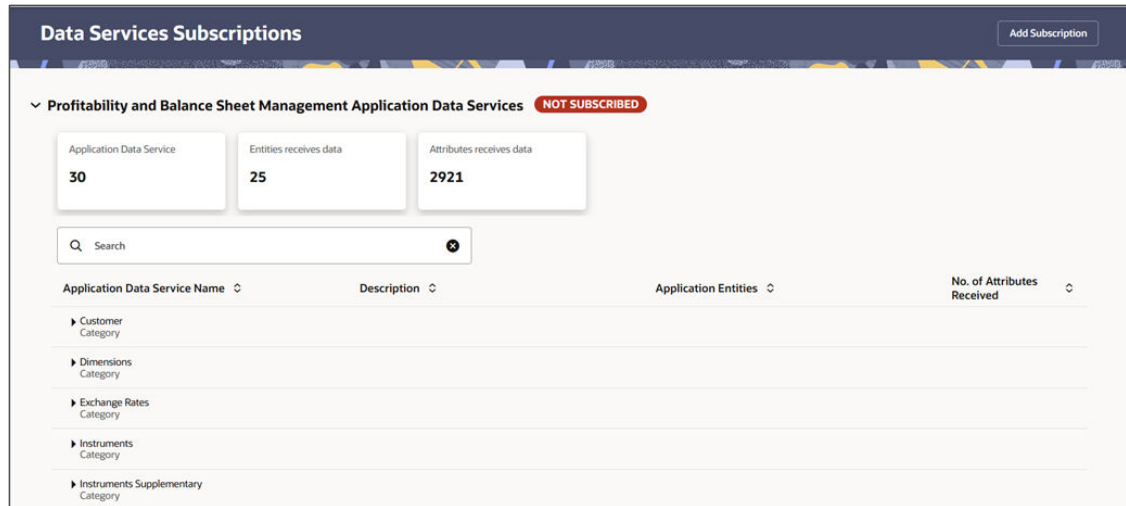 Data Services Subscriptions
Add Subscription
Profitability and Balance Sheet Management Application Data Services NOT SUBSCRIBED
Application Data Service
Entities receives data
Attributes receives data
30
25
2921
Search
Application Data Service Name
Description
Application Entities
No. of Attributes
Received
Customer
Category
Dimensions
Category
Exchange Rates
Category
Instruments
Category
Instruments Supplementary
Category